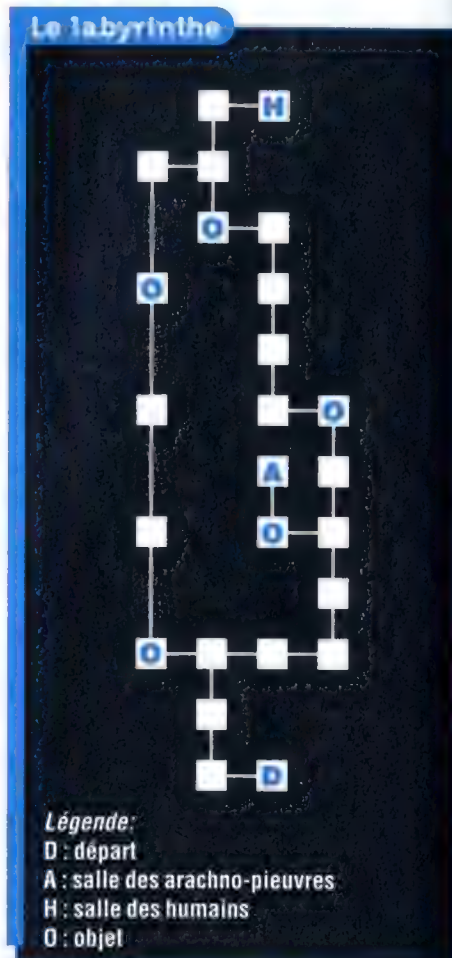 Le labyrinthe
H
O
O
O
A
O
O
D
Légende:
D : départ
A : salle des arachno-pieuvres
H : salle des humains
O : objet